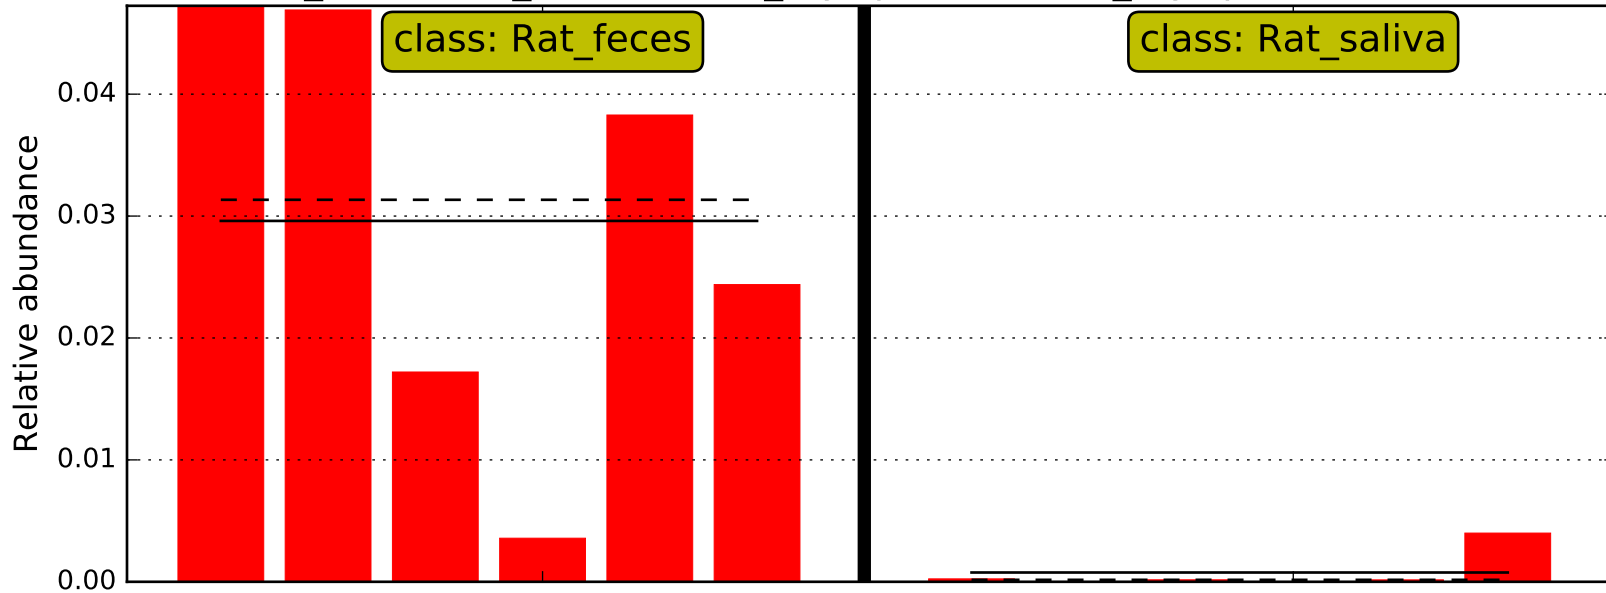 class: Rat_feces
class: Rat_saliva
Relative abundance
0.04
0.03
0.02
0.01
0.00